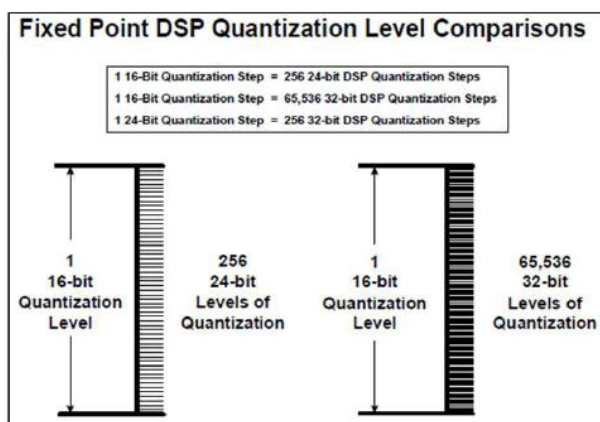 Fixed Point DSP Quantization Level Comparisons
1 16-Bit Quantization Step = 256 24-bit DSP Quantization Steps
1 16-Bit Quantization Step = 65,536 32-bit DSP Quantization Steps
1 24-Bit Quantization Step = 256 32-bit DSP Quantization Steps
1
16-bit
Quantization
Level
256
24-bit
Levels of
Quantization
1
16-bit
Quantization
Level
65,536
32-bit
Levels of
Quantization